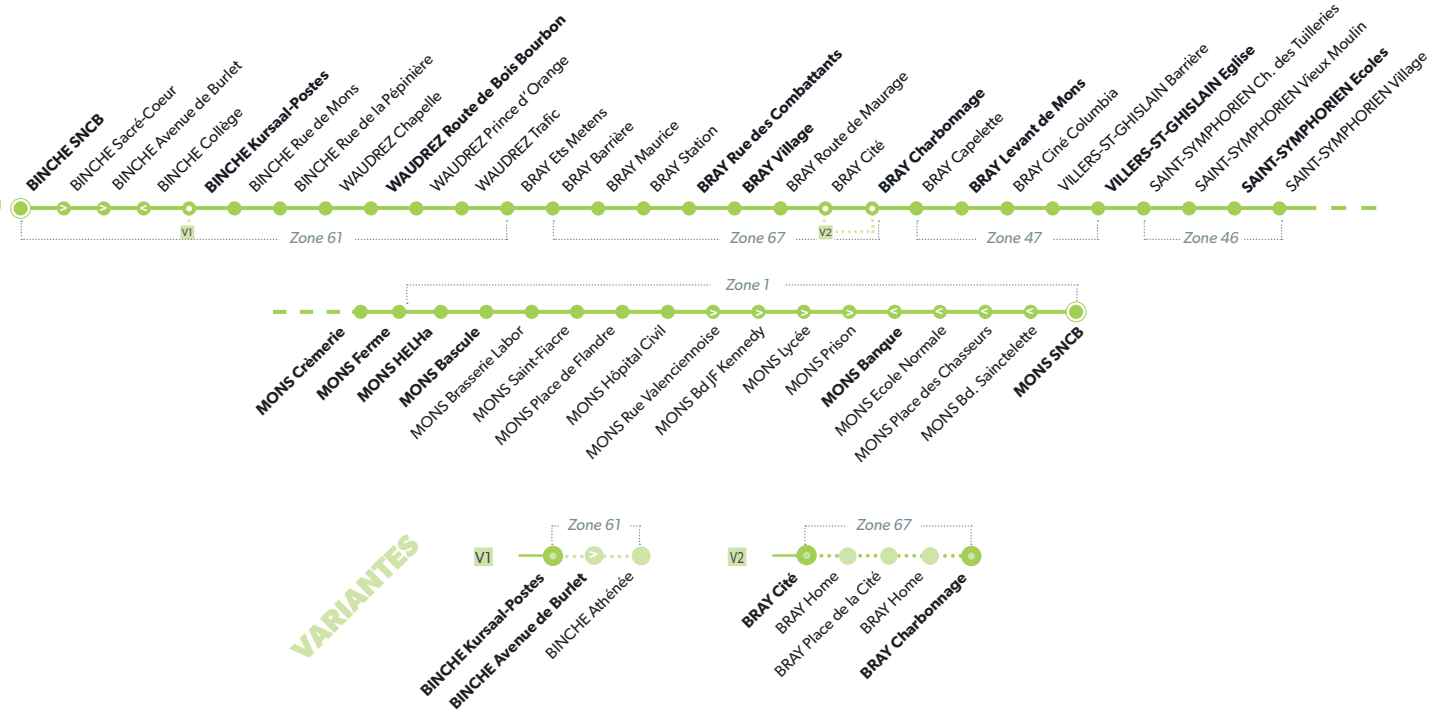 BINCHE SNCB
BINCHE Sacré-Coeur
BINCHE Avenue de Burlet
BINCHE Collège
BINCHE Kursaal-Postes
BINCHE Rue de Mons
BINCHE Rue de la Pépinière
WAUDREZ Chapelle
WAUDREZ Route de Bois Bourbon
WAUDREZ Prince d'Orange
WAUDREZ Trafic
BRAY Ets Metens
BRAY Barrière
BRAY Maurice
BRAY Station
BRAY Rue des Combattants
BRAY Village
BRAY Route de Maurage
BRAY Cité
BRAY Charbonnage
BRAY Capelette
BRAY Levant de Mons
BRAY Ciné Columbia
VILLERS-ST-GHISLAIN Barrière
VILLERS-ST-GHISLAIN Eglise
SAINT-SYMPHORIEN Ch. des Tuilleries
SAINT-SYMPHORIEN Vieux Moulin
SAINT-SYMPHORIEN Ecoles
SAINT-SYMPHORIEN Village
V1
V2
Zone 61
Zone 67
Zone 47
Zone 46
Zone 1
MONS Crèmerie
MONS Ferme
MONS HELHa
MONS Bascule
MONS Brasserie Labor
MONS Saint-Fiacre
MONS Place de Flandre
MONS Hôpital Civil
MONS Rue Valenciennoise
MONS Bd JF Kennedy
MONS Lycée
MONS Prison
MONS Banque
MONS Ecole Normale
MONS Place des Chasseurs
MONS Bd. Sainctelette
MONS SNCB
VARIANTES
V1
Zone 61
BINCHE Kursaal-Postes
BINCHE Avenue de Burlet
BINCHE Athénée
V2
Zone 67
BRAY Cité
BRAY Home
BRAY Place de la Cité
BRAY Home
BRAY Charbonnage